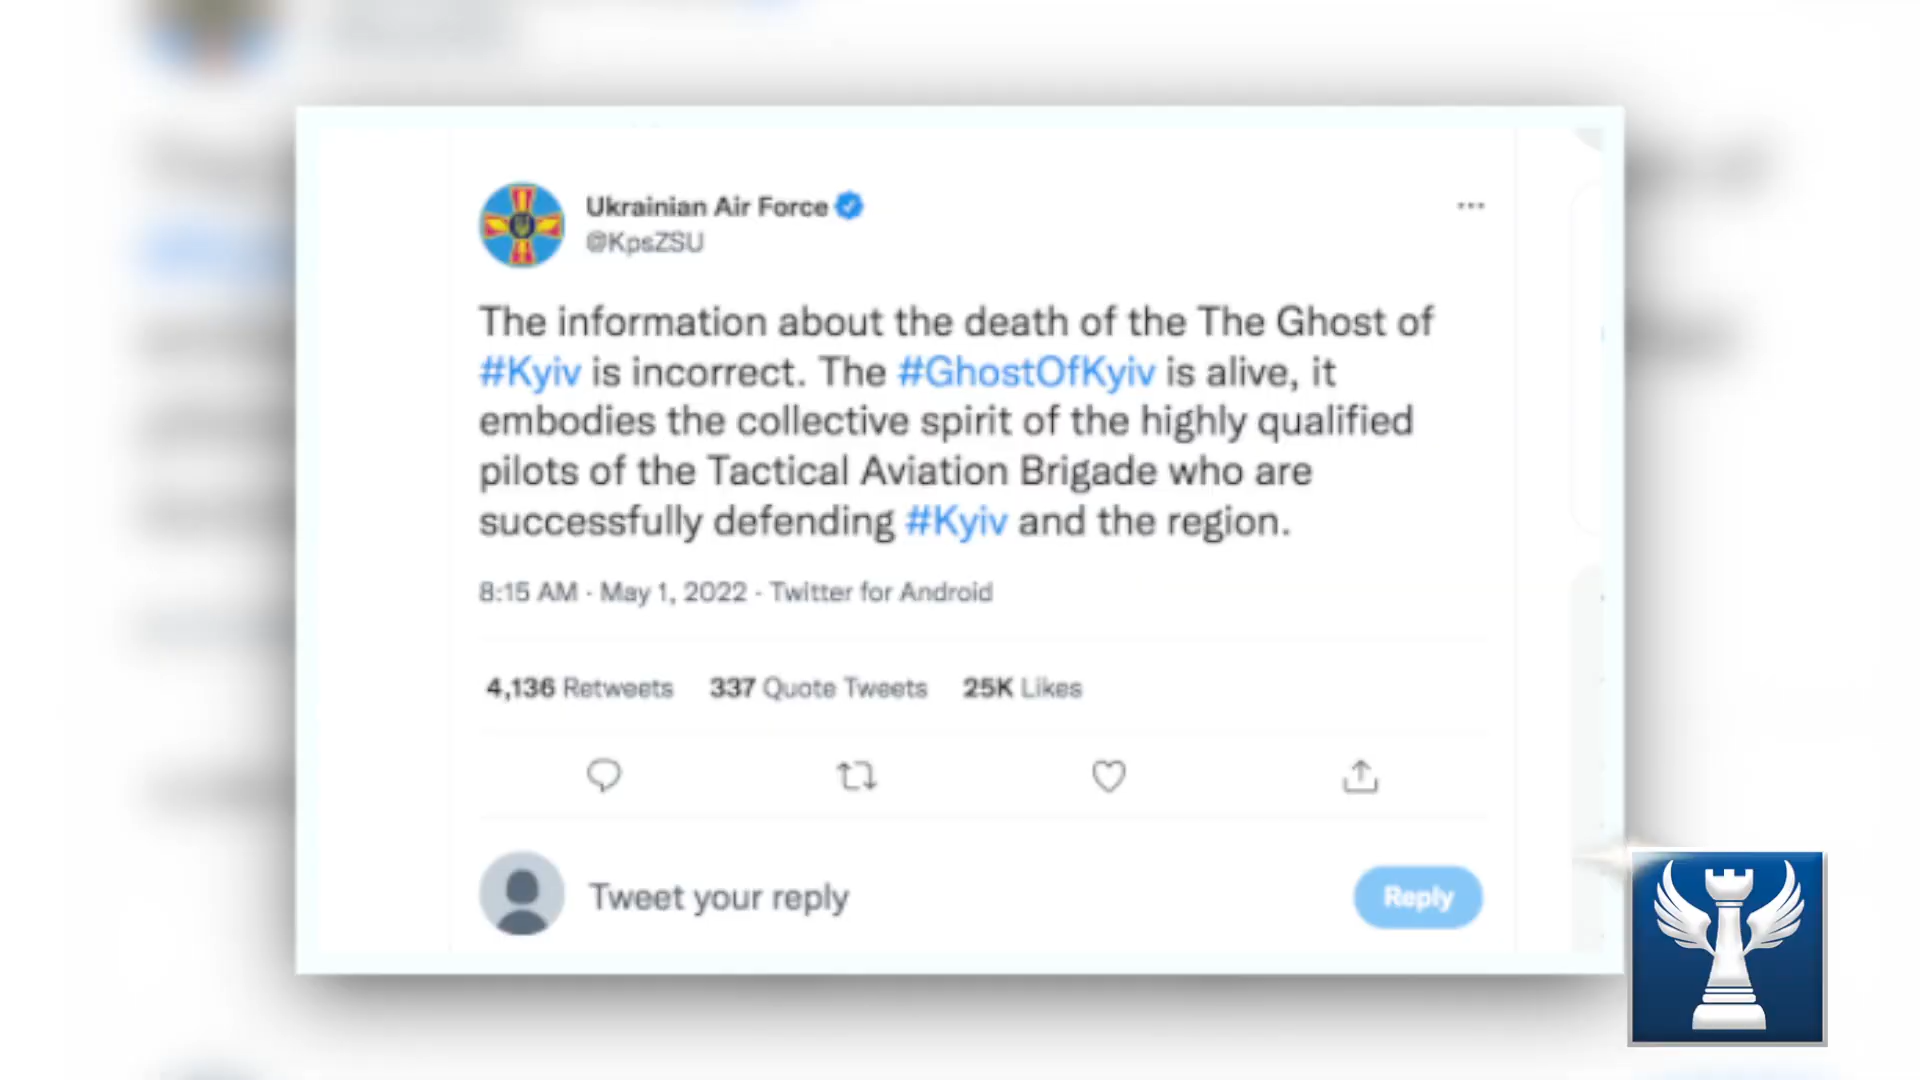 Ukrainian Air Force
@KpsZSU
The information about the death of the The Ghost of
#Kyiv is incorrect. The #GhostOfKyiv is alive, it
embodies the collective spirit of the highly qualified
pilots of the Tactical Aviation Brigade who are
successfully defending #Kyiv and the region.
8:15 AM · May 1, 2022 · Twitter for Android
4,136 Retweets 337 Quote Tweets 25K Likes
Tweet your reply
Reply